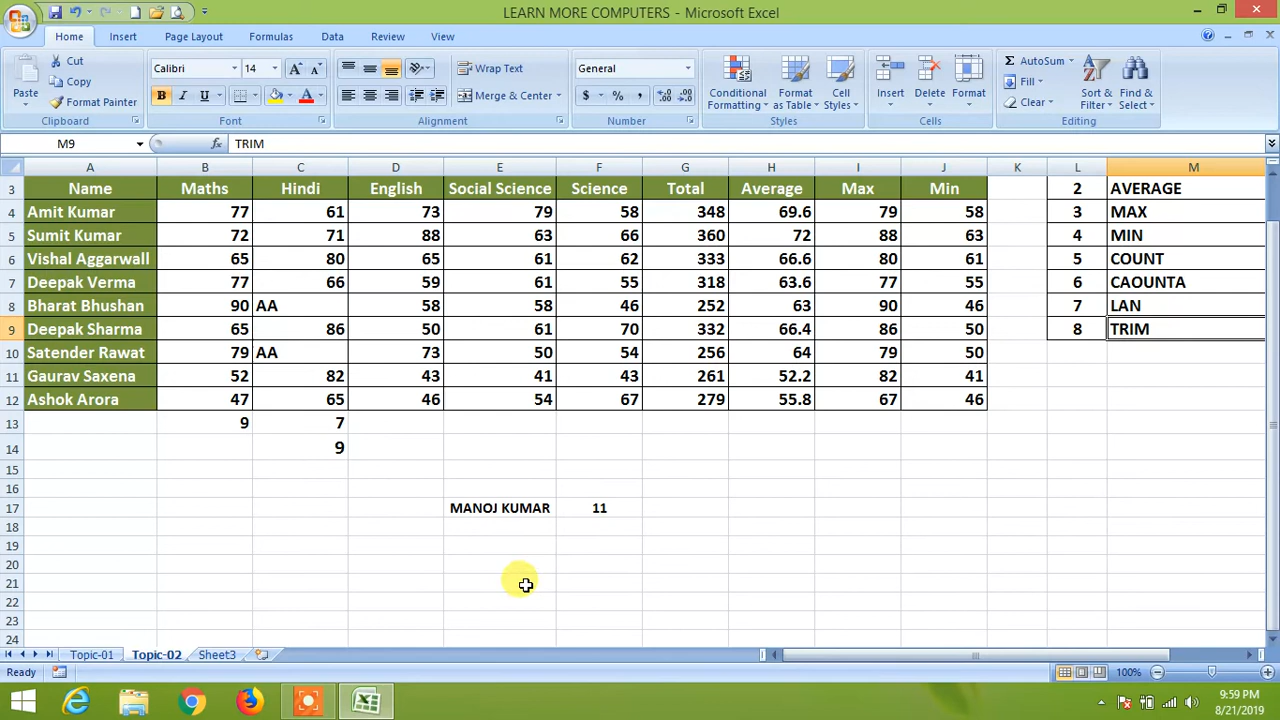 LEARN MORE COMPUTERS - Microsoft Excel
Home Insert Page Layout Formulas Data Review View
Paste
Cut
Copy
Format Painter
Clipboard
Calibri 14
B I U A
Font
Wrap Text
Merge & Center
Alignment
General
$ % ,
Number
Conditional Formatting
Format as Table
Cell Styles
Styles
Insert Delete Format
Cells
AutoSum
Fill
Clear
Sort & Filter
Find & Select
Editing
M9 fx TRIM
A B C D E F G H I J K L M
3 Name Maths Hindi English Social Science Science Total Average Max Min 2 AVERAGE
4 Amit Kumar 77 61 73 79 58 348 69.6 79 58 3 MAX
5 Sumit Kumar 72 71 88 63 66 360 72 88 63 4 MIN
6 Vishal Aggarwall 65 80 65 61 62 333 66.6 80 61 5 COUNT
7 Deepak Verma 77 66 59 61 55 318 63.6 77 55 6 CAOUNTA
8 Bharat Bhushan 90 AA 58 58 46 252 63 90 46 7 LAN
9 Deepak Sharma 65 86 50 61 70 332 66.4 86 50 8 TRIM
10 Satender Rawat 79 AA 73 50 54 256 64 79 50
11 Gaurav Saxena 52 82 43 41 43 261 52.2 82 41
12 Ashok Arora 47 65 46 54 67 279 55.8 67 46
13 9 7
14 9
15
16
17 MANOJ KUMAR 11
18
19
20
21
22
23
24
Topic-01 Topic-02 Sheet3
Ready 100%
9:59 PM
8/21/2019